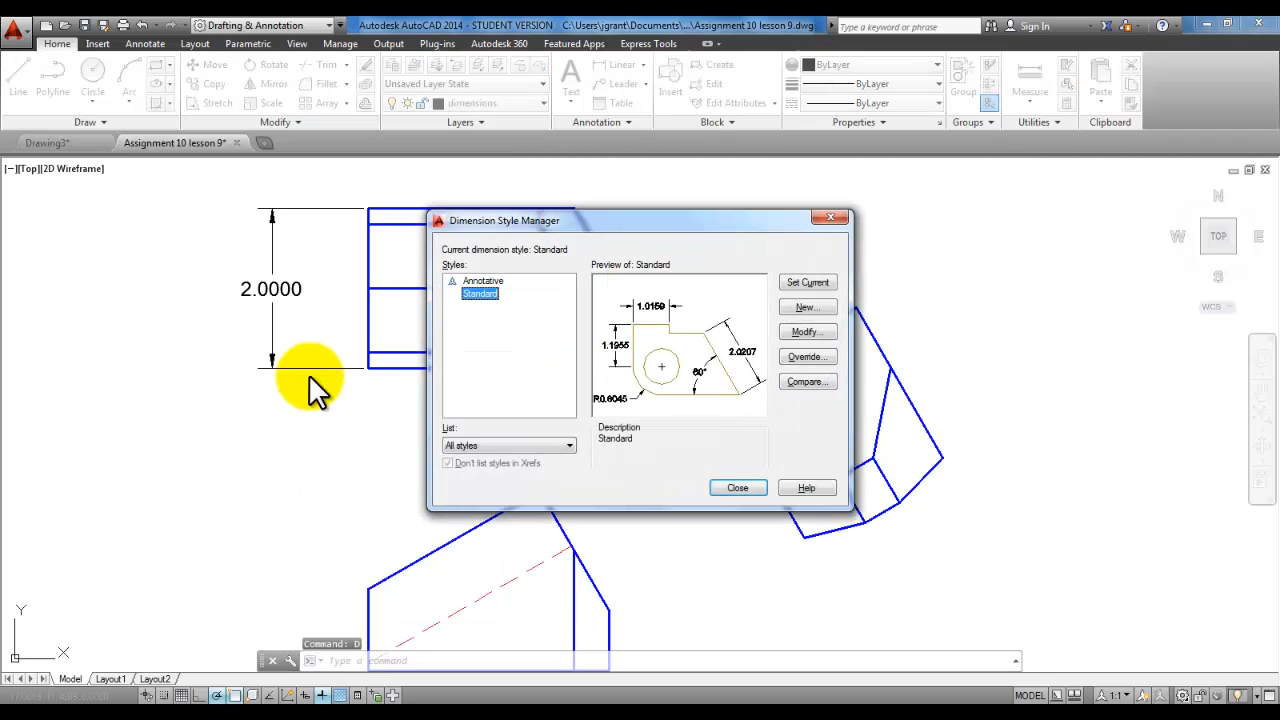 Drafting & Annotation
Autodesk AutoCAD 2014 - STUDENT VERSION C:\Users\jgrant\Documents\...\Assignment 10 lesson 9.dwg
Type a keyword or phrase
Sign In
Home Insert Annotate Layout Parametric View Manage Output Plug-ins Autodesk 360 Featured Apps Express Tools
Move Rotate Trim
Unsaved Layer State
Linear
Create
ByLayer
Line Polyline Circle Arc
Copy Mirror Fillet
Text
Leader
Insert
Edit
ByLayer
Group
Measure
Paste
Stretch Scale Array
dimensions
Table
Edit Attributes
ByLayer
Draw Modify Layers Annotation Block Properties Groups Utilities Clipboard
Drawing3* Assignment 10 lesson 9*
[−][Top][2D Wireframe]
N
W TOP E
S
WCS
2.0000
Dimension Style Manager
Current dimension style: Standard
Styles:
Preview of: Standard
Annotative
Standard
1.0159
1.1955
2.0207
60°
R0.8045
Set Current
New...
Modify...
Override...
Compare...
List:
All styles
Don't list styles in Xrefs
Description
Standard
Close Help
Y
X
Command: D
Type a command
Model Layout1 Layout2
MODEL 1:1